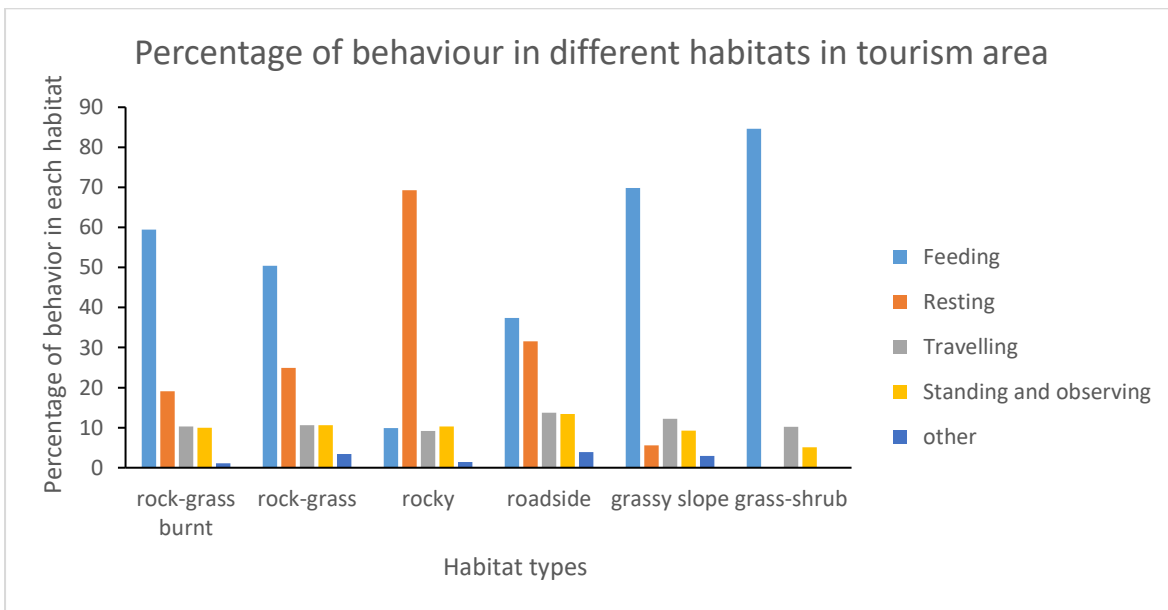 Percentage of behaviour in different habitats in tourism area
Percentage of behavior in each habitat
90
80
70
60
50
40
30
20
10
0
rock-grass burnt
rock-grass
rocky
roadside
grassy slope
grass-shrub
Habitat types
Feeding
Resting
Travelling
Standing and observing
other